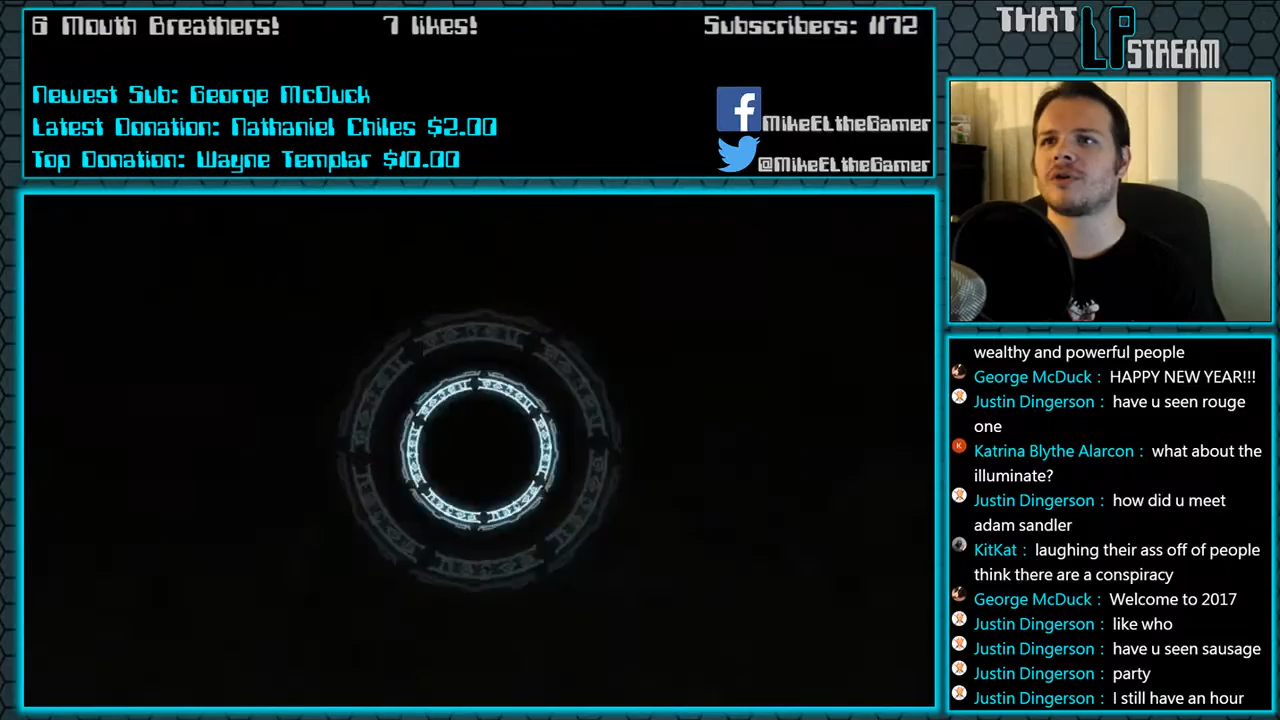 6 Mouth Breathers! 7 likes! Subscribers: 1172
Newest Sub: George McDuck
Latest Donation: Nathaniel Chiles $2.00
Top Donation: Wayne Templar $10.00
MikeELtheGamer
@MikeELtheGamer
THAT
LP
STREAM
wealthy and powerful people
George McDuck : HAPPY NEW YEAR!!!
Justin Dingerson : have u seen rouge
one
Katrina Blythe Alarcon : what about the
illuminate?
Justin Dingerson : how did u meet
adam sandler
KitKat : laughing their ass off of people
think there are a conspiracy
George McDuck : Welcome to 2017
Justin Dingerson : like who
Justin Dingerson : have u seen sausage
Justin Dingerson : party
Justin Dingerson : I still have an hour